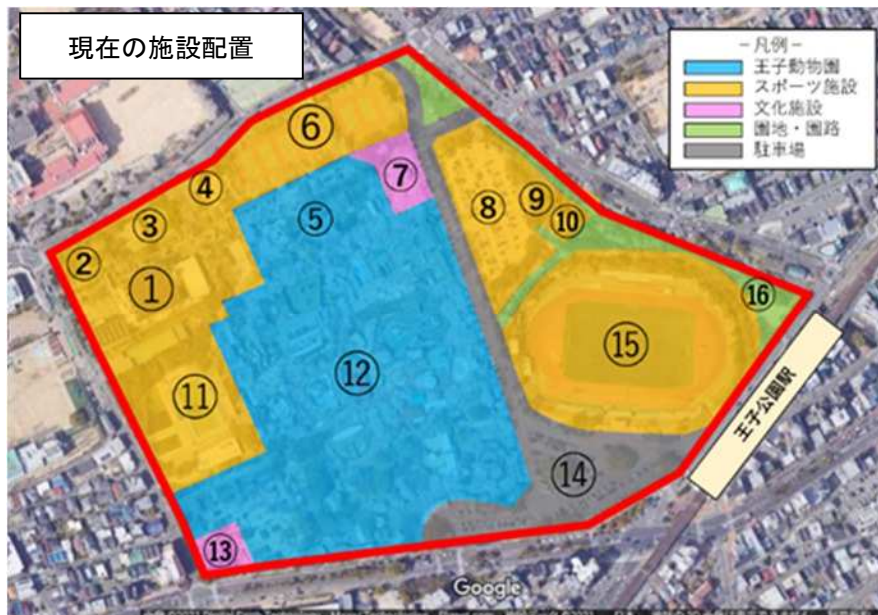 現在の施設配置
-凡例-
王子動物園
スポーツ施設
文化施設
園地・園路
駐車場
⑥
④
⑦
③
⑤
⑧
⑨
⑩
②
①
⑯
⑮
⑫
⑪
王子公園駅
⑭
⑬
Google